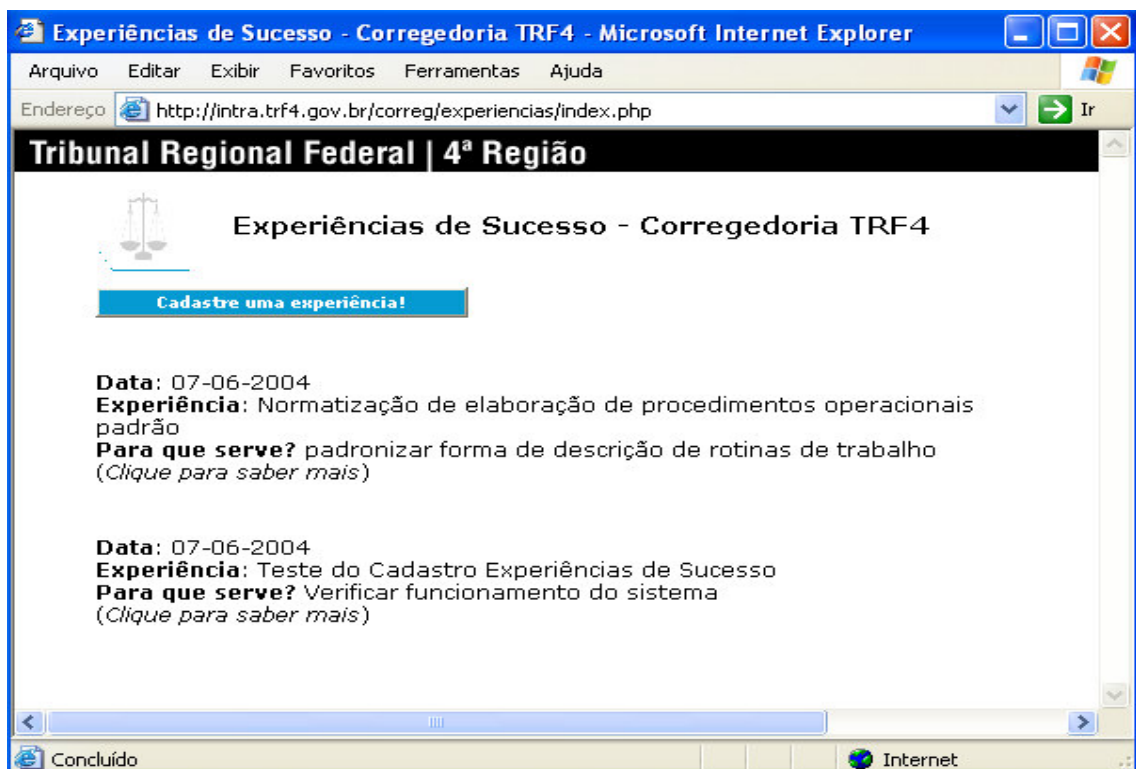 Experiências de Sucesso - Corregedoria TRF4 - Microsoft Internet Explorer
Arquivo Editar Exibir Favoritos Ferramentas Ajuda
Endereço http://intra.trf4.gov.br/correg/experiencias/index.php Ir
Tribunal Regional Federal | 4ª Região
Experiências de Sucesso - Corregedoria TRF4
Cadastre uma experiência!
Data: 07-06-2004
Experiência: Normatização de elaboração de procedimentos operacionais
padrão
Para que serve? padronizar forma de descrição de rotinas de trabalho
(Clique para saber mais)
Data: 07-06-2004
Experiência: Teste do Cadastro Experiências de Sucesso
Para que serve? Verificar funcionamento do sistema
(Clique para saber mais)
Concluído Internet